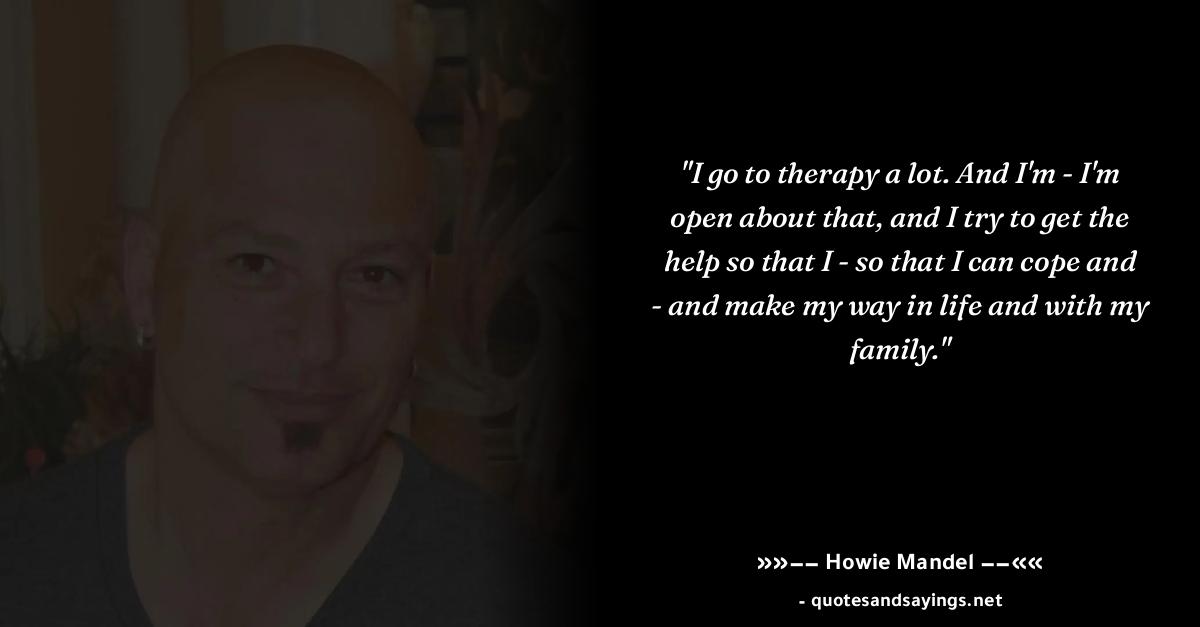 "I go to therapy a lot. And I'm - I'm
open about that, and I try to get the
help so that I - so that I can cope and
- and make my way in life and with my
family."
»»–– Howie Mandel ––««
- quotesandsayings.net